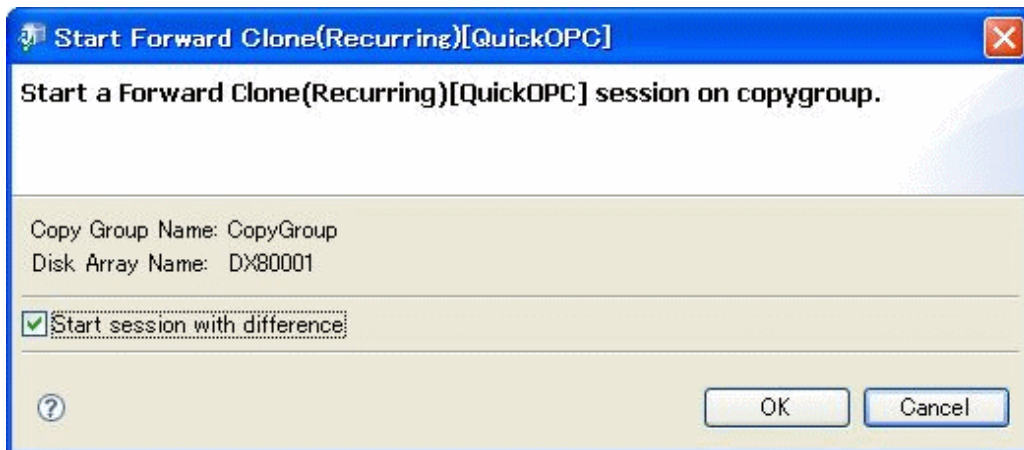 Start Forward Clone(Recurring)[QuickOPC]
Start a Forward Clone(Recurring)[QuickOPC] session on copygroup.
Copy Group Name: CopyGroup
Disk Array Name: DX80001
Start session with difference
?
OK Cancel